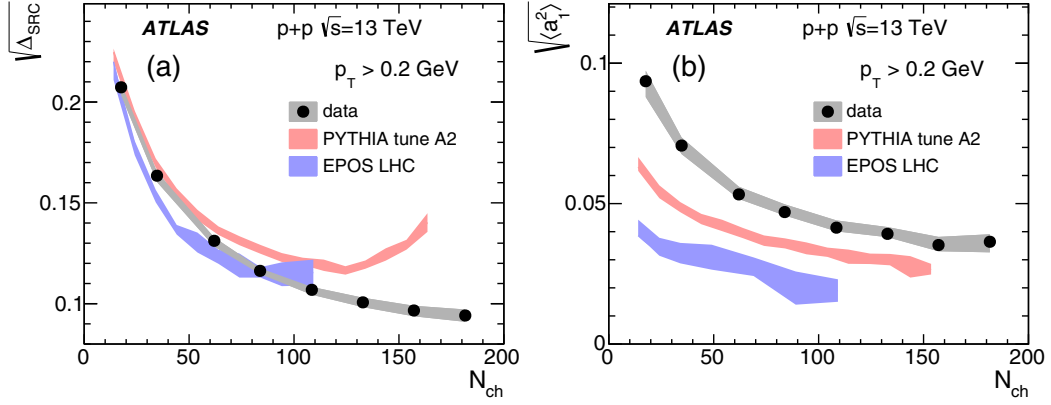 √Δ_SRC
ATLAS p+p √s=13 TeV
(a)
p_T > 0.2 GeV
data
PYTHIA tune A2
EPOS LHC
0.2
0.15
0.1
0 50 100 150 200
N_ch
√⟨a_1^2⟩
ATLAS p+p √s=13 TeV
(b)
p_T > 0.2 GeV
data
PYTHIA tune A2
EPOS LHC
0.1
0.05
0
0 50 100 150 200
N_ch